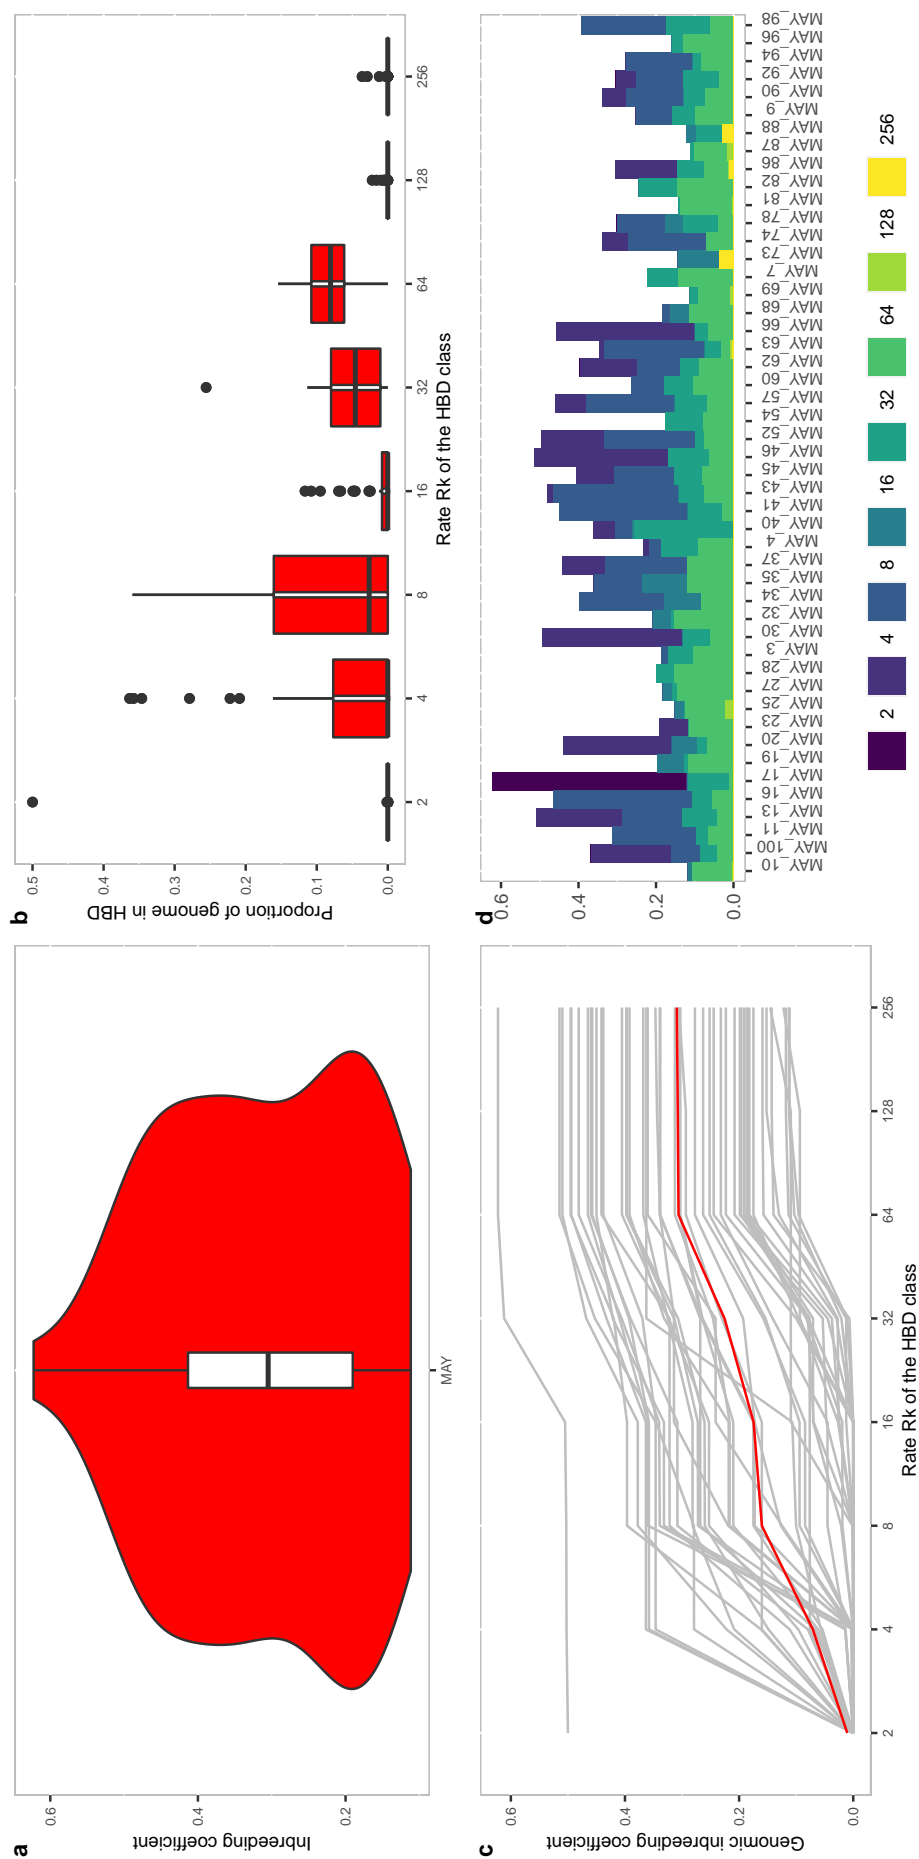 a
Inbreeding coefficient
0.6
0.4
0.2
MAY
b
Proportion of genome in HBD
0.5
0.4
0.3
0.2
0.1
0.0
2 4 8 16 32 64 128 256
Rate Rk of the HBD class
c
Genomic inbreeding coefficient
0.6
0.4
0.2
0.0
2 4 8 16 32 64 128 256
Rate Rk of the HBD class
d
0.6
0.4
0.2
0.0
MAY_10
MAY_100
MAY_11
MAY_13
MAY_16
MAY_17
MAY_19
MAY_20
MAY_23
MAY_25
MAY_27
MAY_28
MAY_3
MAY_30
MAY_32
MAY_34
MAY_35
MAY_37
MAY_4
MAY_40
MAY_41
MAY_43
MAY_45
MAY_46
MAY_52
MAY_54
MAY_57
MAY_60
MAY_62
MAY_63
MAY_66
MAY_68
MAY_69
MAY_7
MAY_73
MAY_74
MAY_78
MAY_81
MAY_82
MAY_86
MAY_87
MAY_88
MAY_9
MAY_90
MAY_92
MAY_94
MAY_96
MAY_98
2 4 8 16 32 64 128 256